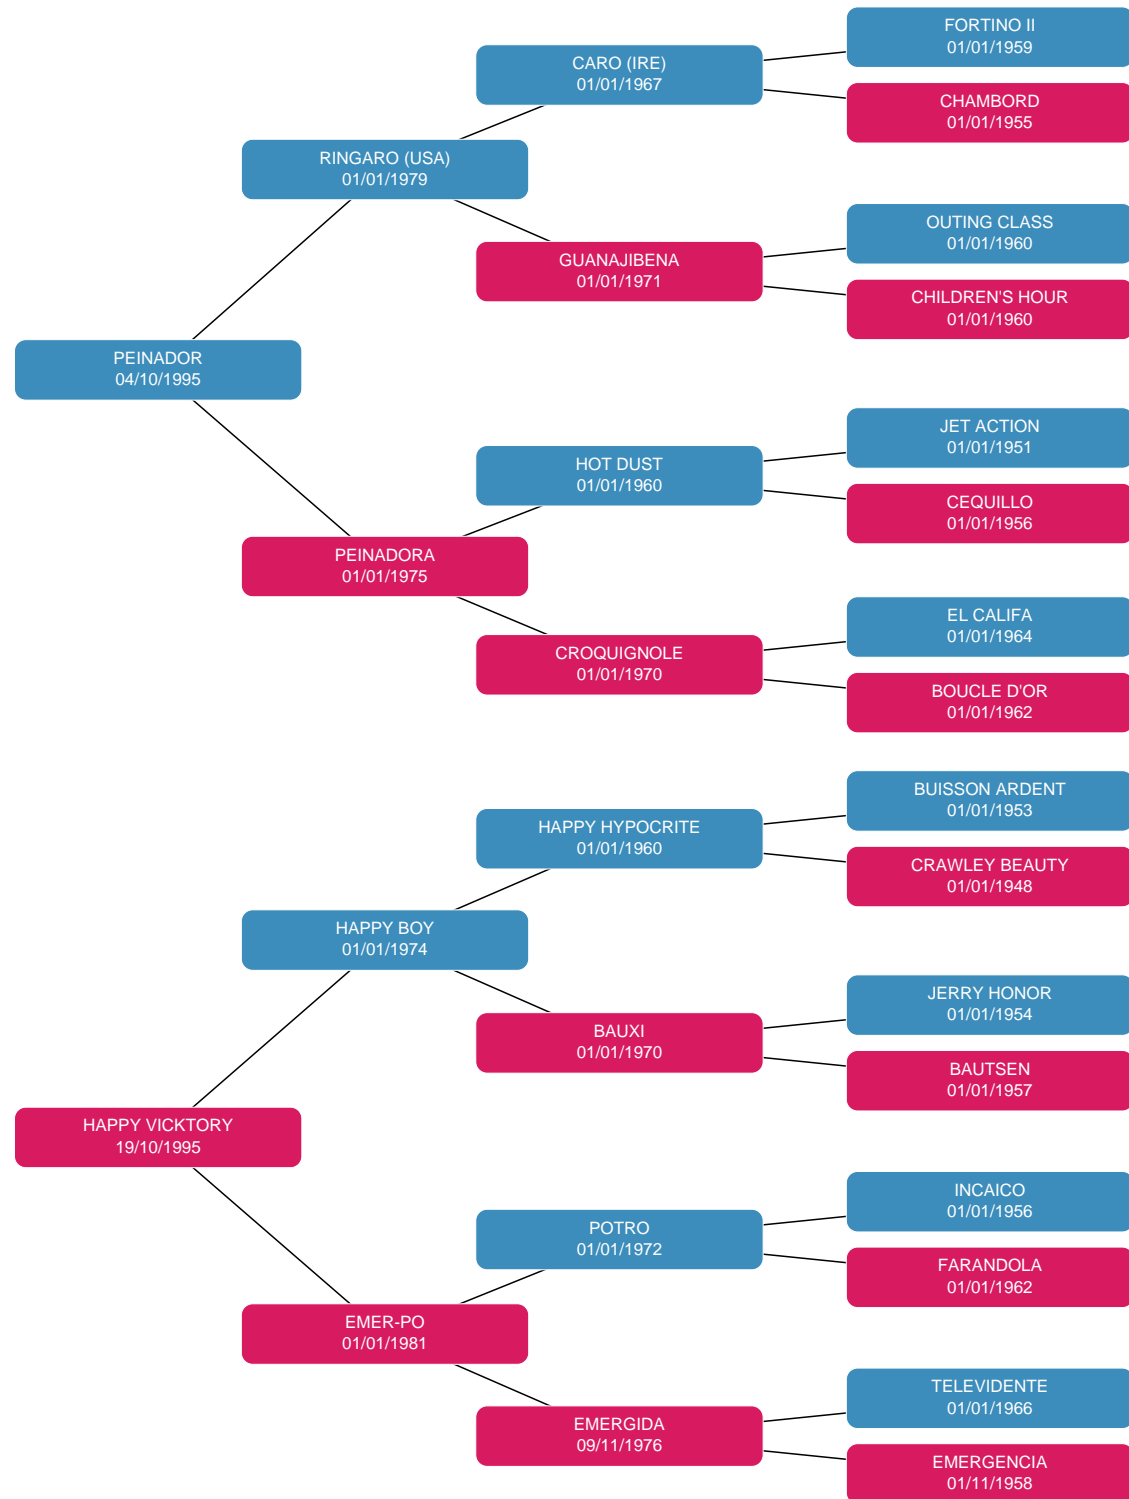 FORTINO II
01/01/1959
CARO (IRE)
01/01/1967
CHAMBORD
01/01/1955
RINGARO (USA)
01/01/1979
OUTING CLASS
01/01/1960
GUANAJIBENA
01/01/1971
CHILDREN'S HOUR
01/01/1960
PEINADOR
04/10/1995
JET ACTION
01/01/1951
HOT DUST
01/01/1960
CEQUILLO
01/01/1956
PEINADORA
01/01/1975
EL CALIFA
01/01/1964
CROQUIGNOLE
01/01/1970
BOUCLE D'OR
01/01/1962
BUISSON ARDENT
01/01/1953
HAPPY HYPOCRITE
01/01/1960
CRAWLEY BEAUTY
01/01/1948
HAPPY BOY
01/01/1974
JERRY HONOR
01/01/1954
BAUXI
01/01/1970
BAUTSEN
01/01/1957
HAPPY VICKTORY
19/10/1995
INCAICO
01/01/1956
POTRO
01/01/1972
FARANDOLA
01/01/1962
EMER-PO
01/01/1981
TELEVIDENTE
01/01/1966
EMERGIDA
09/11/1976
EMERGENCIA
01/11/1958